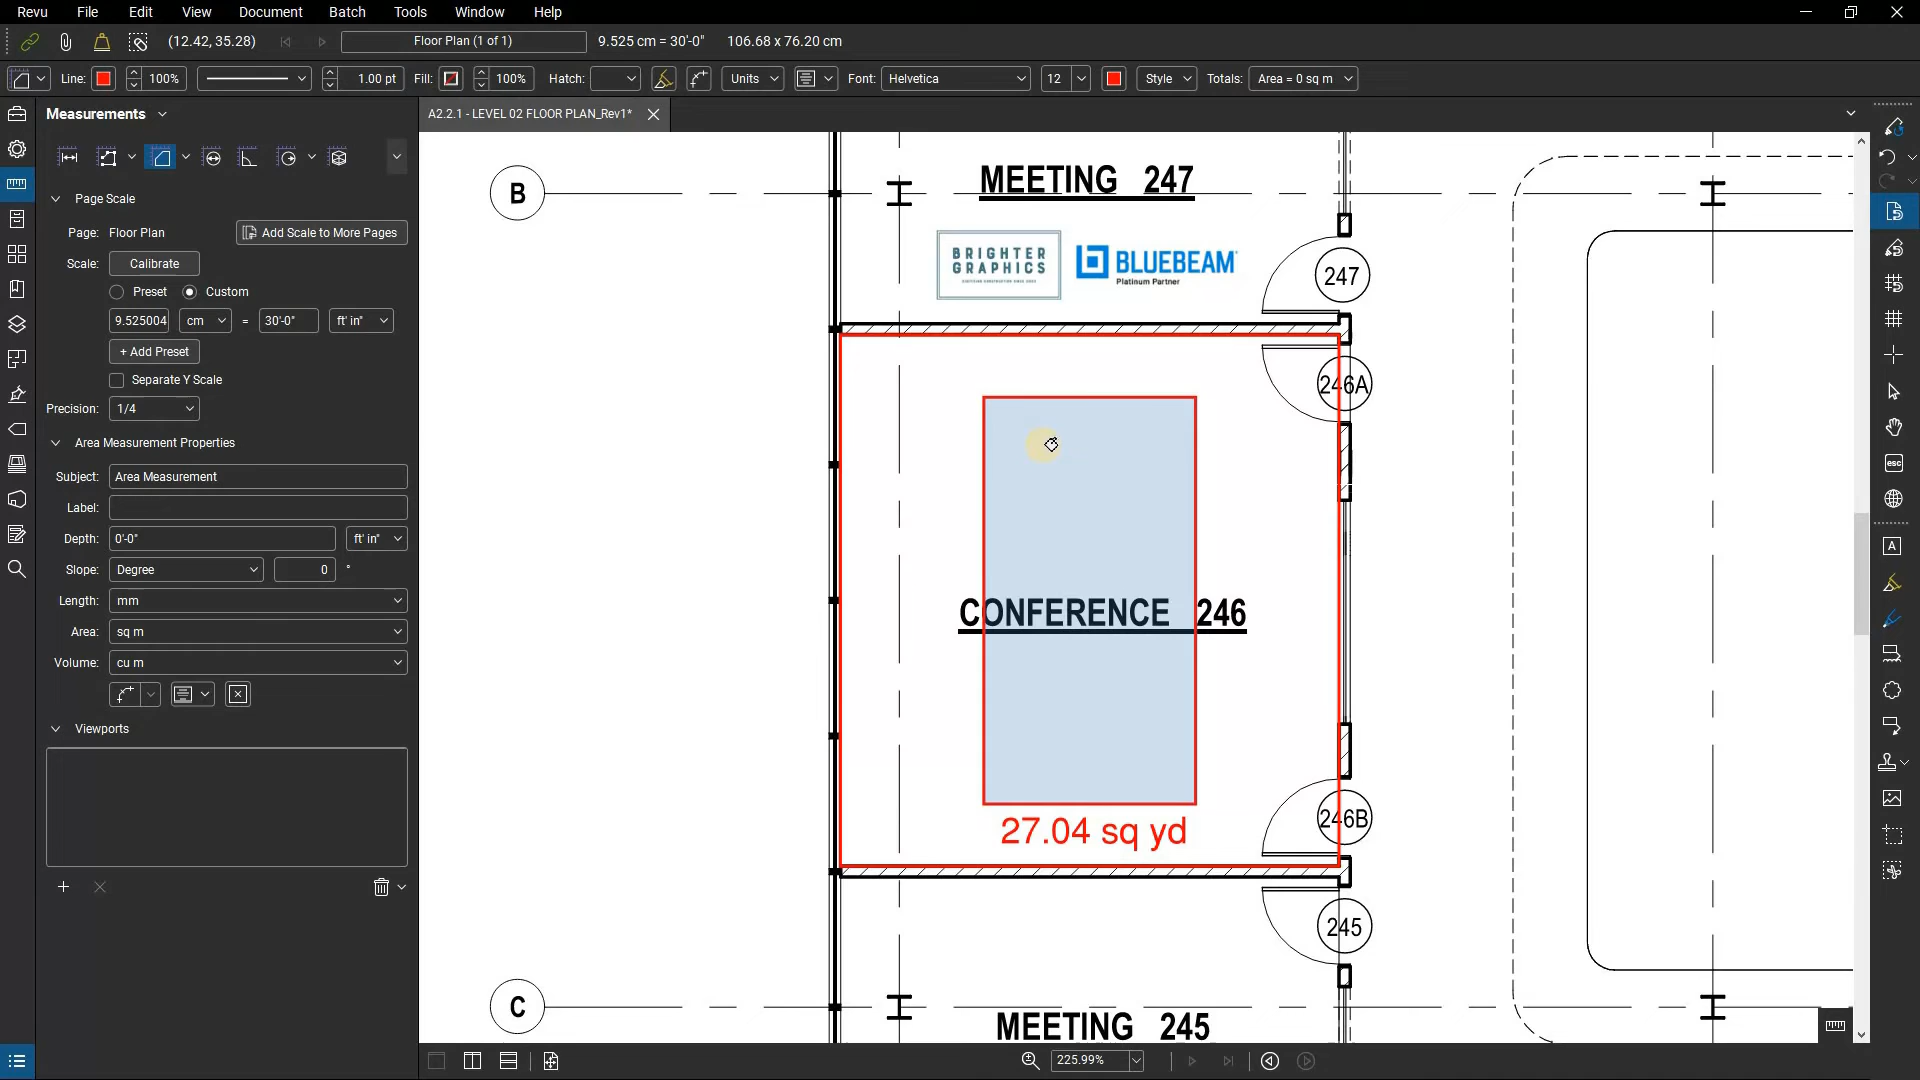 Revu File Edit View Document Batch Tools Window Help
(12.42, 35.28) Floor Plan (1 of 1) 9.525 cm = 30'-0" 106.68 x 76.20 cm
Line: 100% 1.00 pt Fill: 100% Hatch: Units Font: Helvetica 12 Style Totals: Area = 0 sq m
Measurements
A2.2.1 - LEVEL 02 FLOOR PLAN_Rev1*
Page Scale
Page: Floor Plan Add Scale to More Pages
Scale: Calibrate
Preset Custom
9.525004 cm = 30'-0" ft' in"
+ Add Preset
Separate Y Scale
Precision: 1/4
Area Measurement Properties
Subject: Area Measurement
Label:
Depth: 0'-0" ft' in"
Slope: Degree 0 °
Length: mm
Area: sq m
Volume: cu m
Viewports
B
MEETING 247
BRIGHTER
GRAPHICS
BLUEBEAM
Platinum Partner
247
246A
CONFERENCE 246
27.04 sq yd
246B
245
C
MEETING 245
esc
A
225.99%